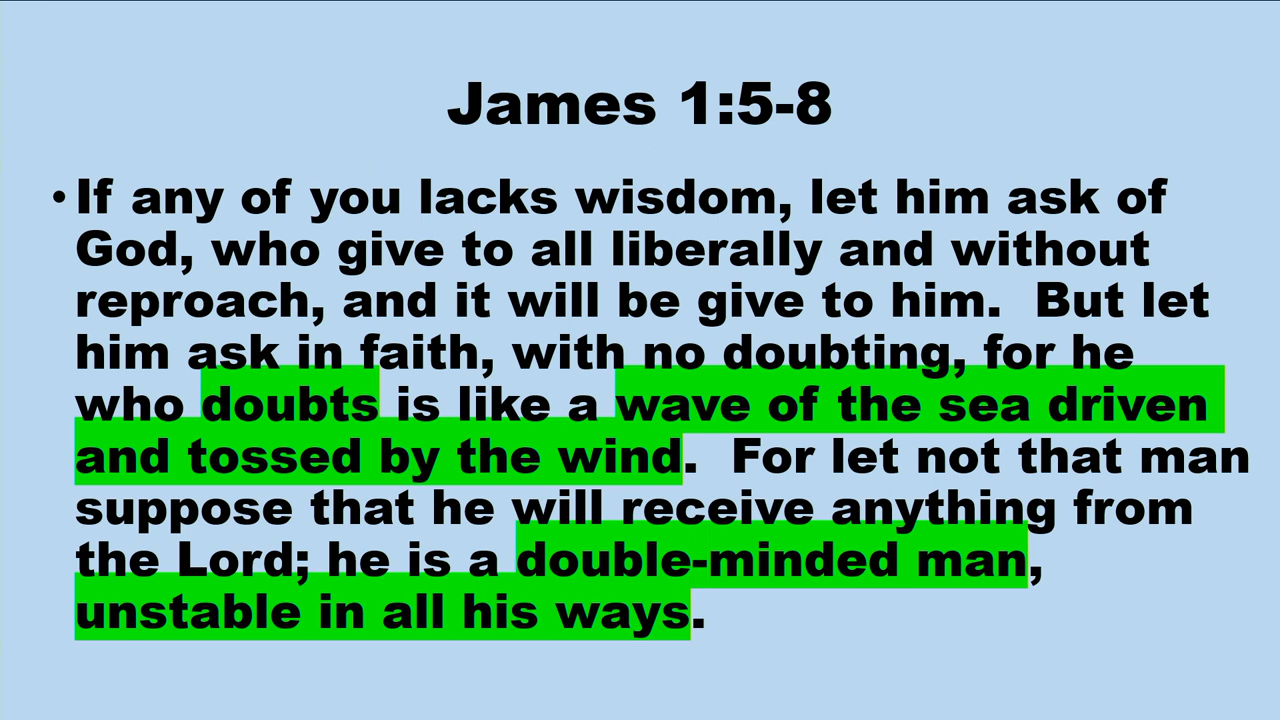 James 1:5-8
• If any of you lacks wisdom, let him ask of
God, who give to all liberally and without
reproach, and it will be give to him.  But let
him ask in faith, with no doubting, for he
who doubts is like a wave of the sea driven
and tossed by the wind.  For let not that man
suppose that he will receive anything from
the Lord; he is a double-minded man,
unstable in all his ways.